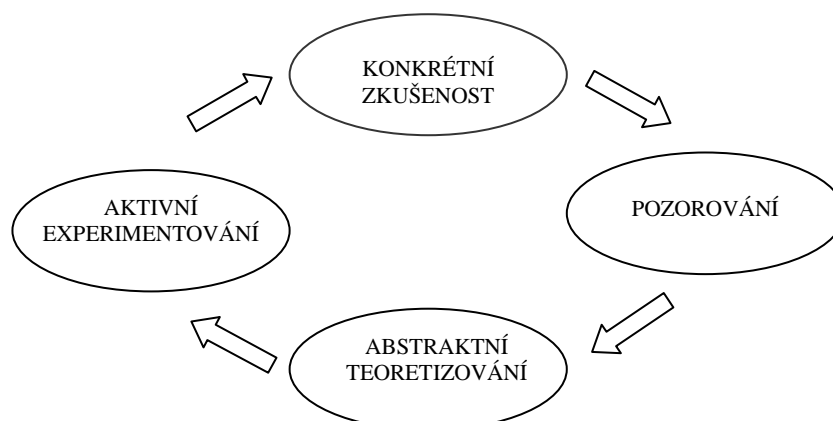 KONKRÉTNÍ
ZKUŠENOST
POZOROVÁNÍ
ABSTRAKTNÍ
TEORETIZOVÁNÍ
AKTIVNÍ
EXPERIMENTOVÁNÍ